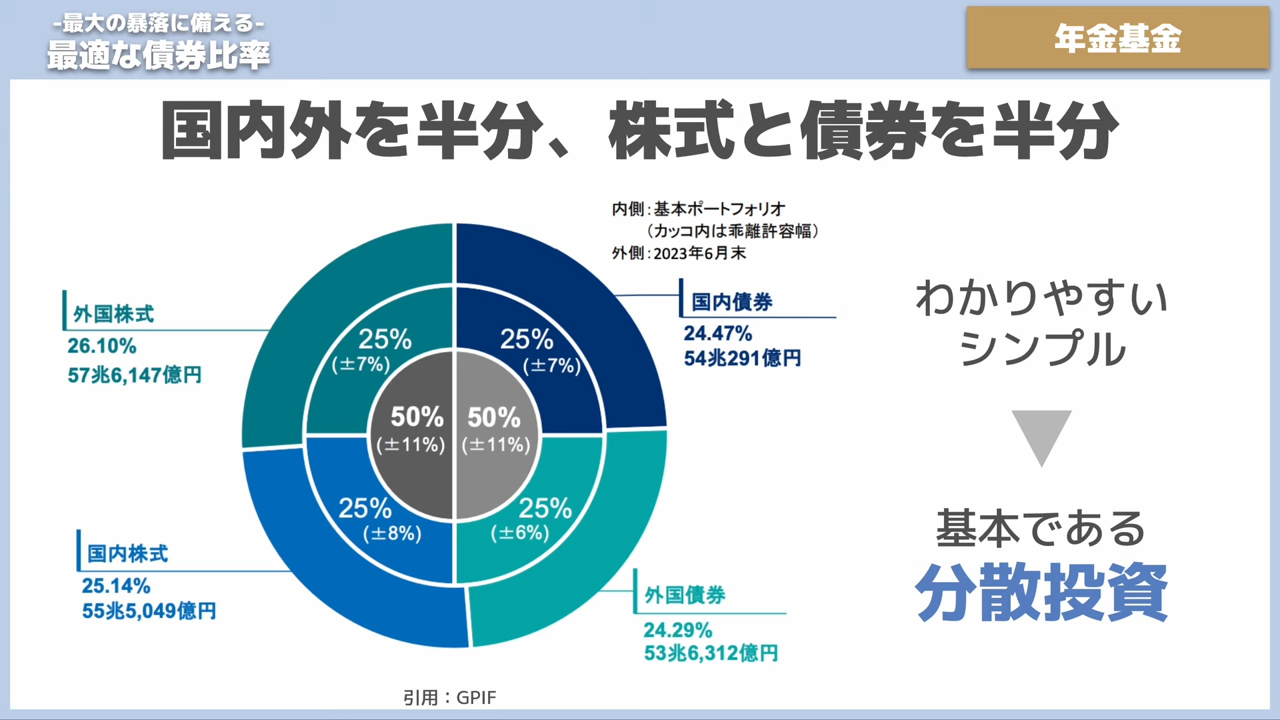 -最大の暴落に備える-
最適な債券比率
年金基金
国内外を半分、株式と債券を半分
内側：基本ポートフォリオ
（カッコ内は乖離許容幅）
外側：2023年6月末
外国株式
26.10%
57兆6,147億円
国内債券
24.47%
54兆291億円
25%
(±7%)
25%
(±7%)
50%
(±11%)
50%
(±11%)
25%
(±8%)
25%
(±6%)
国内株式
25.14%
55兆5,049億円
外国債券
24.29%
53兆6,312億円
わかりやすい
シンプル
基本である
分散投資
引用：GPIF